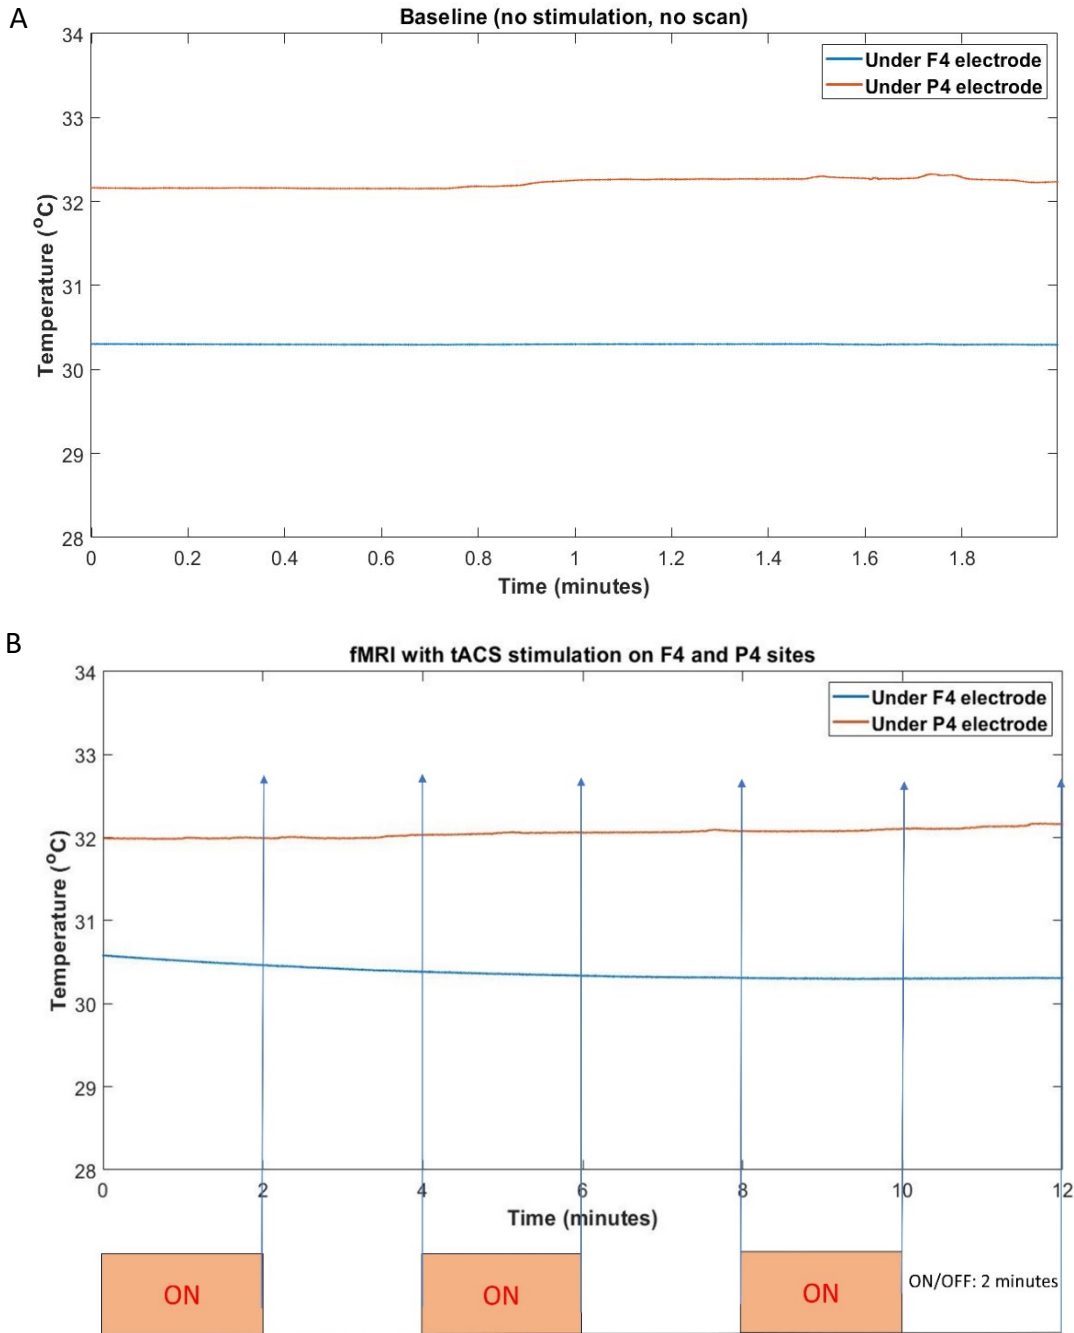 A
Baseline (no stimulation, no scan)
34
33
32
31
30
29
28
Temperature (°C)
Under F4 electrode
Under P4 electrode
0 0.2 0.4 0.6 0.8 1 1.2 1.4 1.6 1.8
Time (minutes)
B
fMRI with tACS stimulation on F4 and P4 sites
34
33
32
31
30
29
28
Temperature (°C)
Under F4 electrode
Under P4 electrode
0 2 4 6 8 10 12
Time (minutes)
ON ON ON ON/OFF: 2 minutes